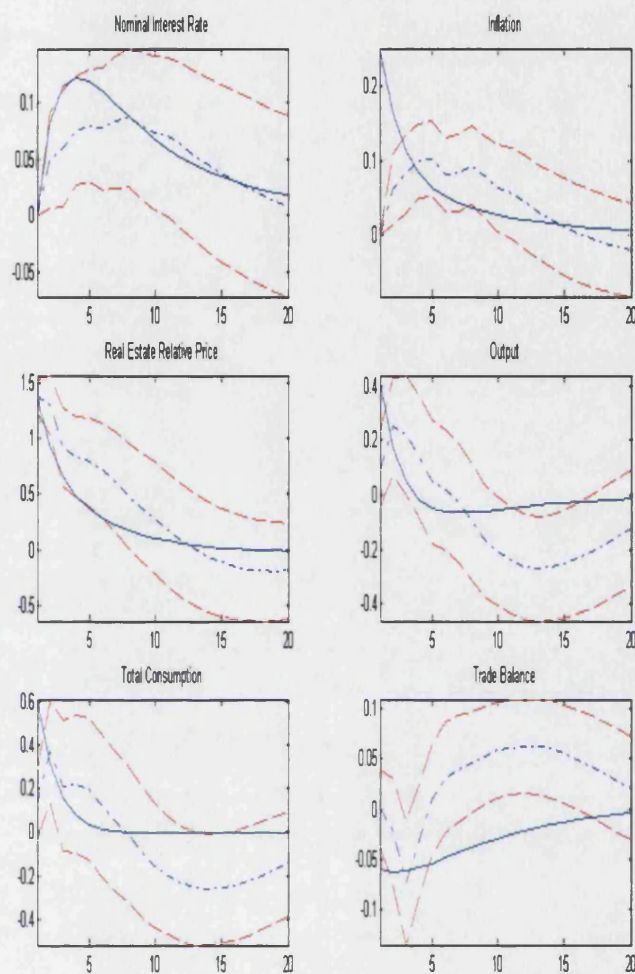 Nominal Interest Rate
0.1
0.05
0
-0.05
5 10 15 20
Inflation
0.2
0.1
0
5 10 15 20
Real Estate Relative Price
1.5
1
0.5
0
-0.5
5 10 15 20
Output
0.4
0.2
0
-0.2
-0.4
5 10 15 20
Total Consumption
0.6
0.4
0.2
0
-0.2
-0.4
5 10 15 20
Trade Balance
0.1
0.05
0
-0.05
-0.1
5 10 15 20